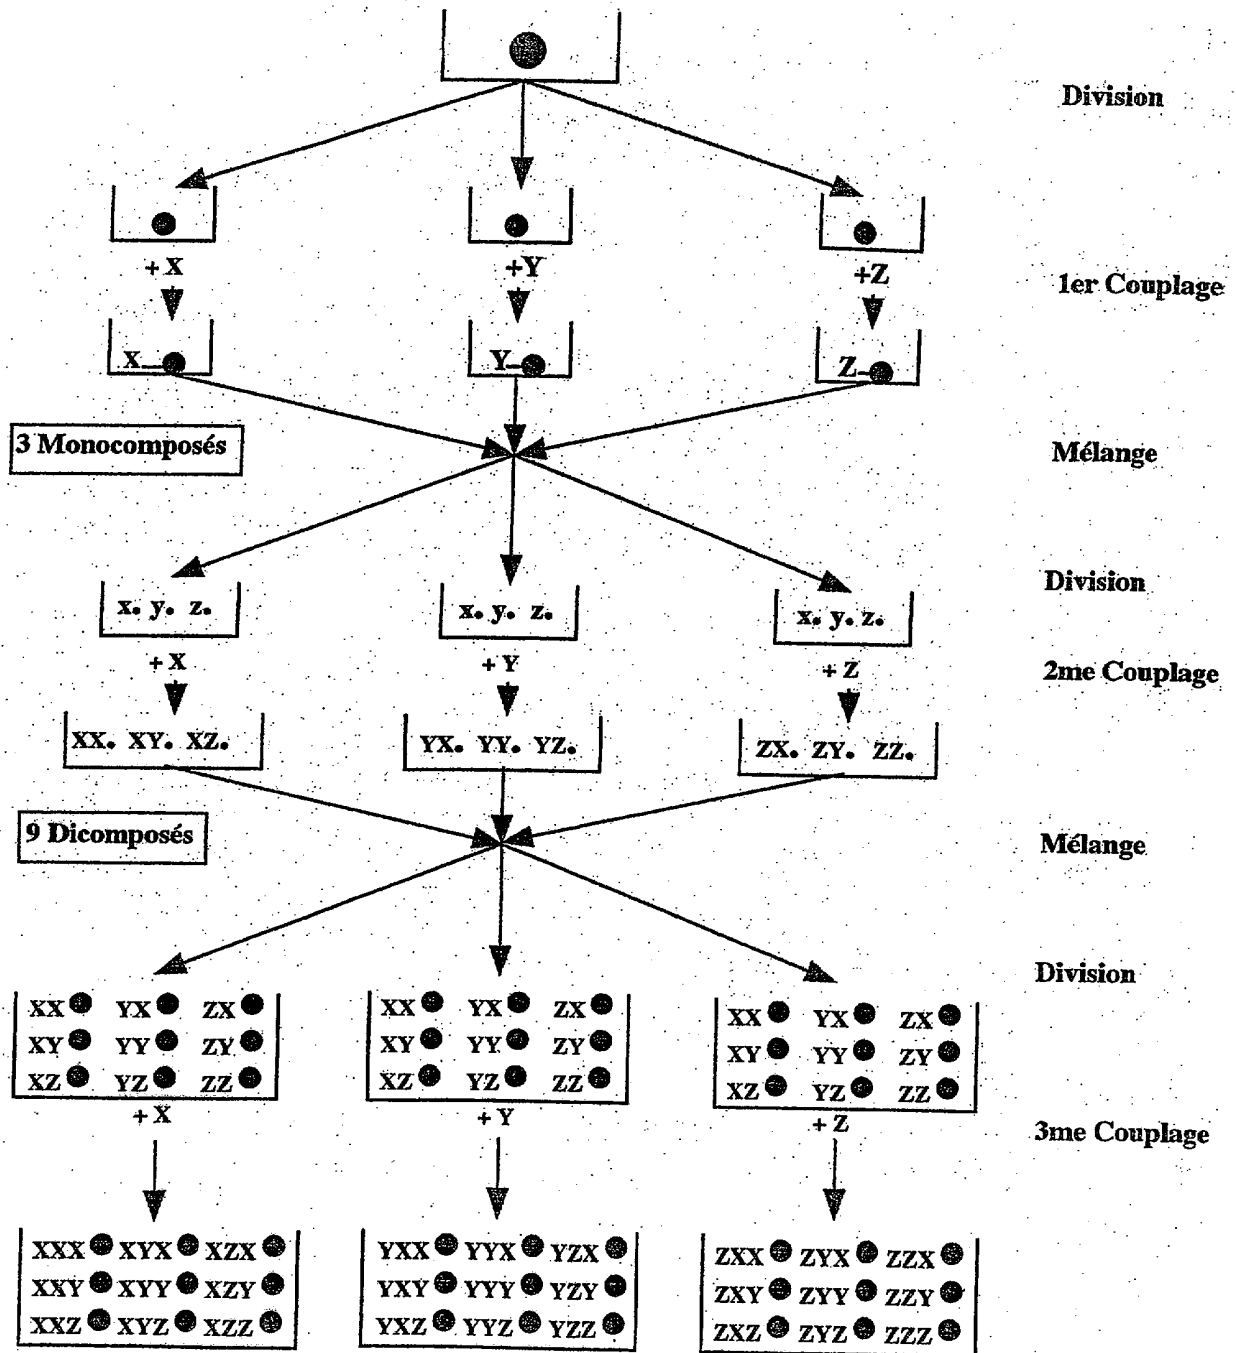 Division
+ X
+Y
+Z
1er Couplage
X
Y
Z
3 Monocomposés
Mélange
Division
x. y. z.
x. y. z.
x. y. z.
+ X
+ Y
+ Z
2me Couplage
XX. XY. XZ.
YX. YY. YZ.
ZX. ZY. ZZ.
9 Dicomposés
Mélange
Division
XX YX ZX
XY YY ZY
XZ YZ ZZ
XX YX ZX
XY YY ZY
XZ YZ ZZ
XX YX ZX
XY YY ZY
XZ YZ ZZ
+ X
+ Y
+ Z
3me Couplage
XXX XYX XZX
XXY XYY XZY
XXZ XYZ XZZ
YXX YYX YZX
YXY YYY YZY
YXZ YYZ YZZ
ZXX ZYX ZZX
ZXY ZYY ZZY
ZXZ ZYZ ZZZ